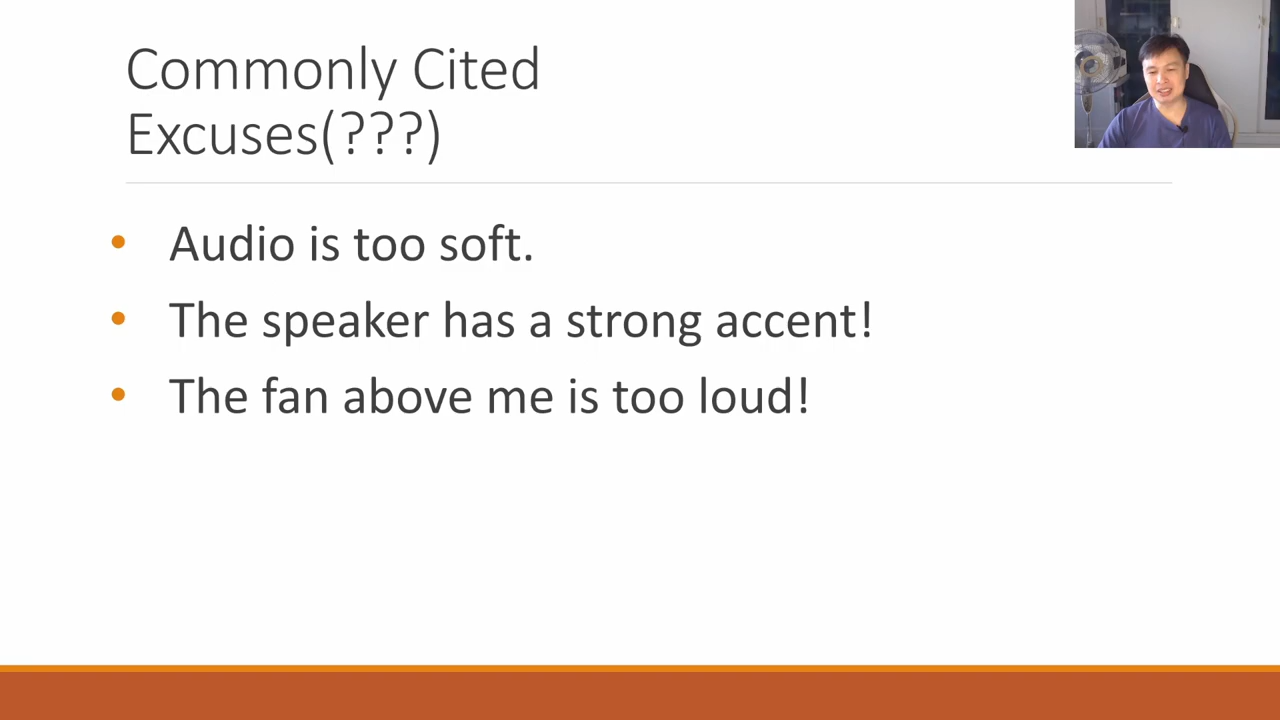 Commonly Cited
Excuses(???)
• Audio is too soft.
• The speaker has a strong accent!
• The fan above me is too loud!